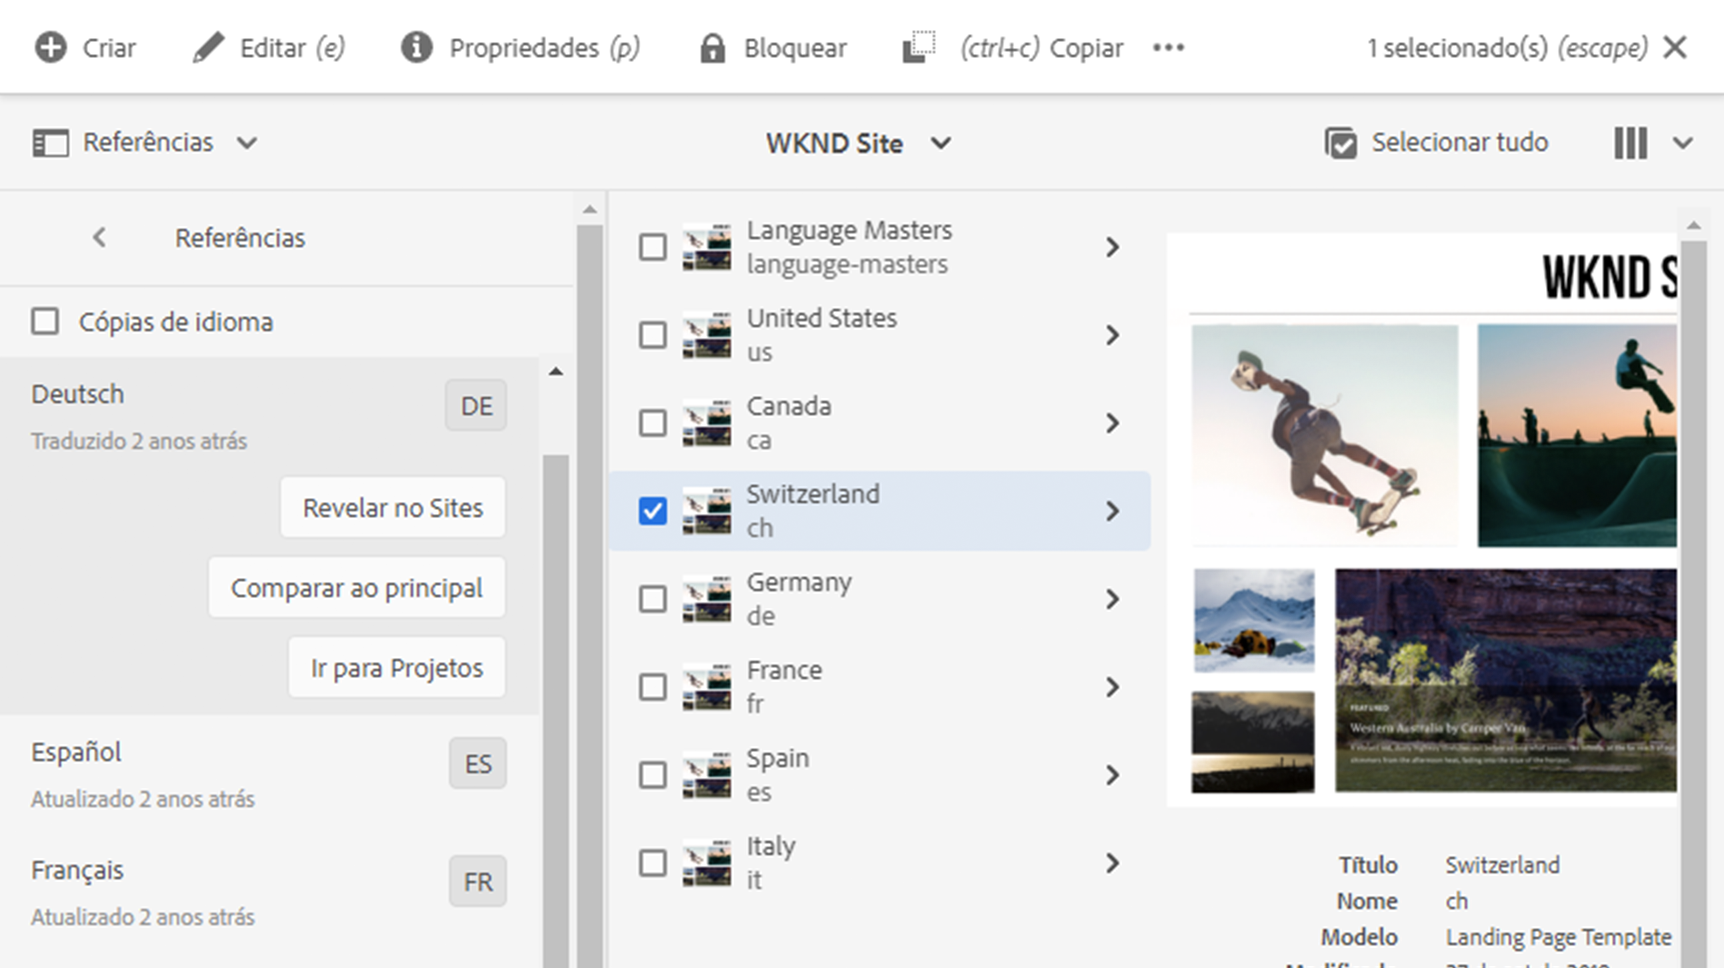 Criar
Editar (e)
Propriedades (p)
Bloquear
(ctrl+c) Copiar
1 selecionado(s) (escape)
Referências
WKND Site
Selecionar tudo
Referências
Cópias de idioma
Deutsch
DE
Traduzido 2 anos atrás
Revelar no Sites
Comparar ao principal
Ir para Projetos
Español
ES
Atualizado 2 anos atrás
Français
FR
Atualizado 2 anos atrás
Language Masters
language-masters
United States
us
Canada
ca
Switzerland
ch
Germany
de
France
fr
Spain
es
Italy
it
WKND S
FEATURED
Western Australia by Camper Van
Título Switzerland
Nome ch
Modelo Landing Page Template